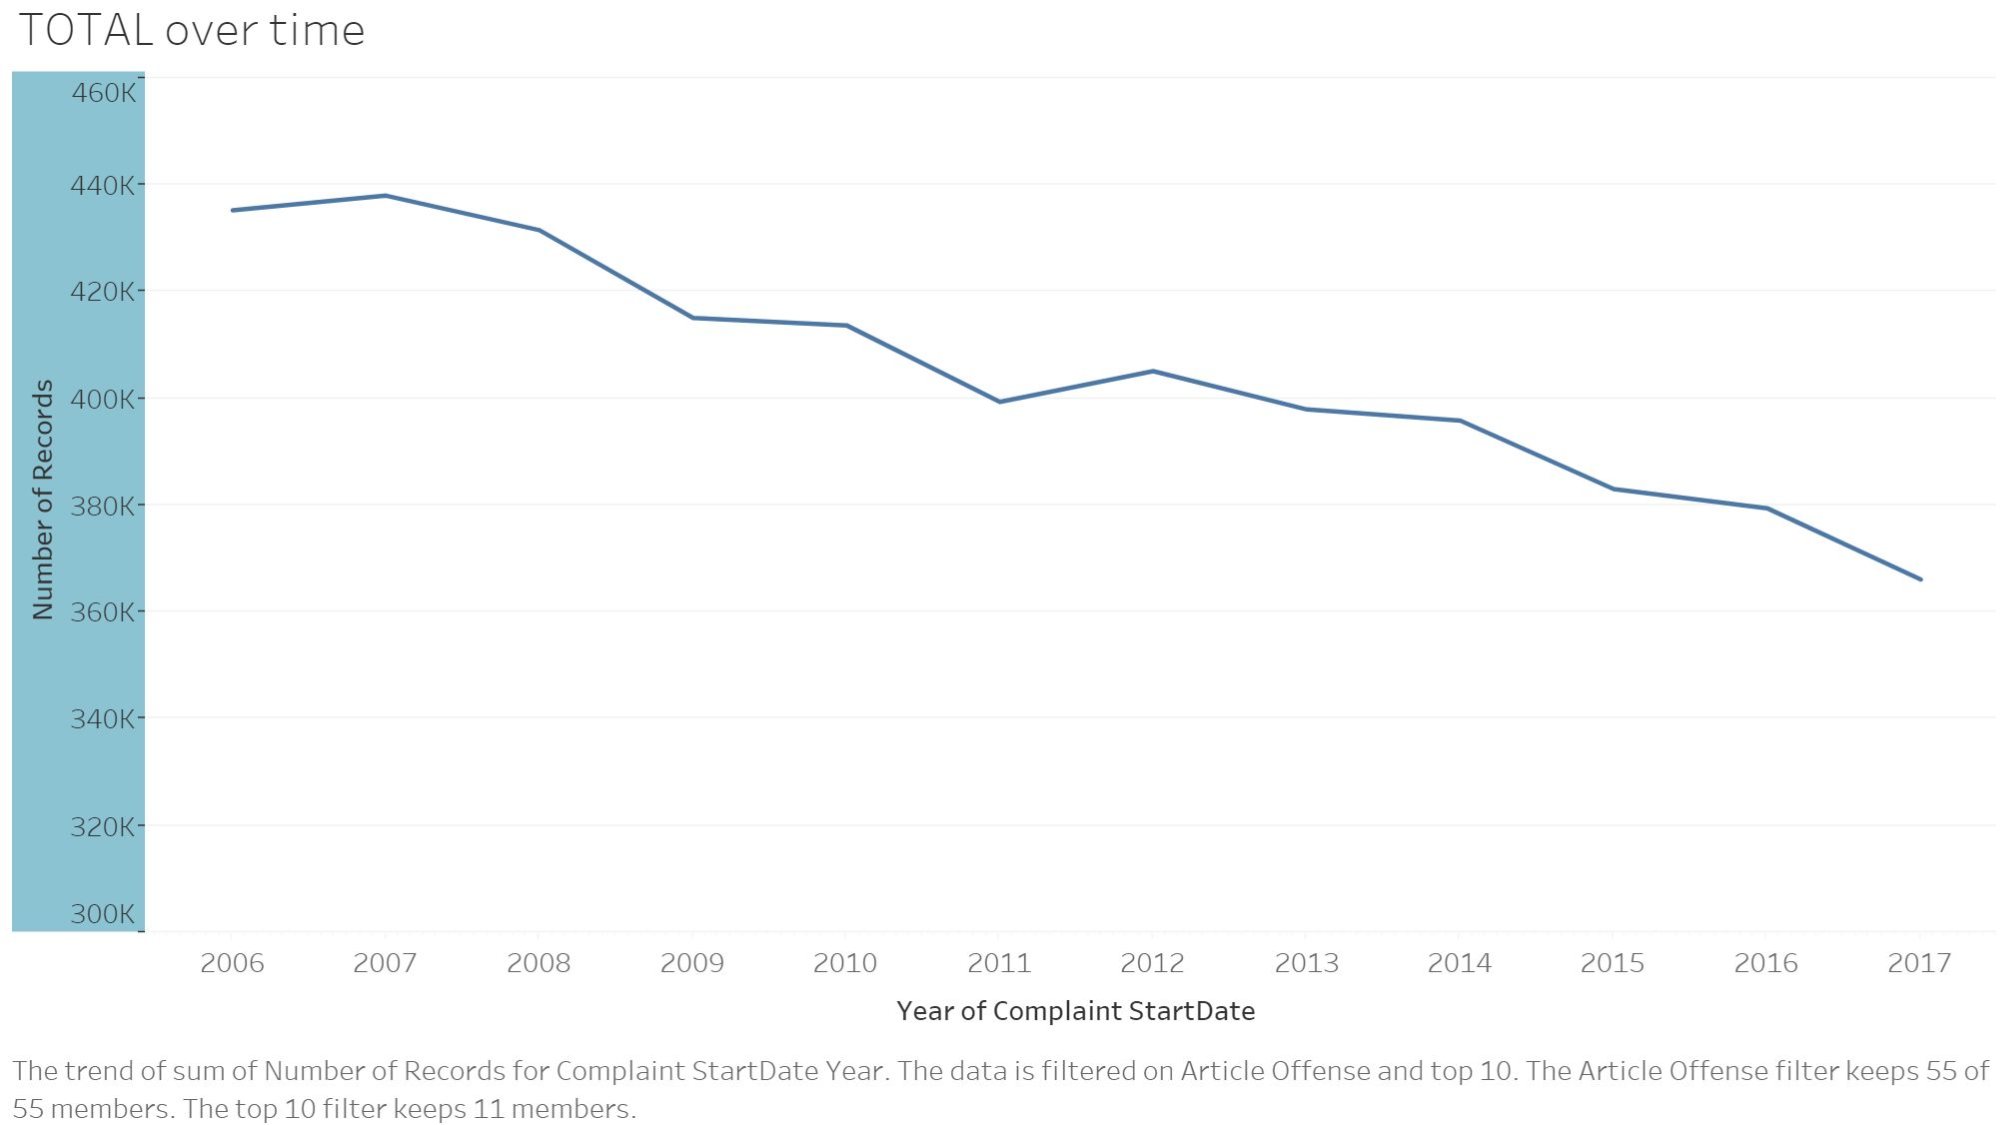 TOTAL over time
460K
440K
420K
400K
380K
360K
340K
320K
300K
Number of Records
2006 2007 2008 2009 2010 2011 2012 2013 2014 2015 2016 2017
Year of Complaint StartDate
The trend of sum of Number of Records for Complaint StartDate Year. The data is filtered on Article Offense and top 10. The Article Offense filter keeps 55 of
55 members. The top 10 filter keeps 11 members.